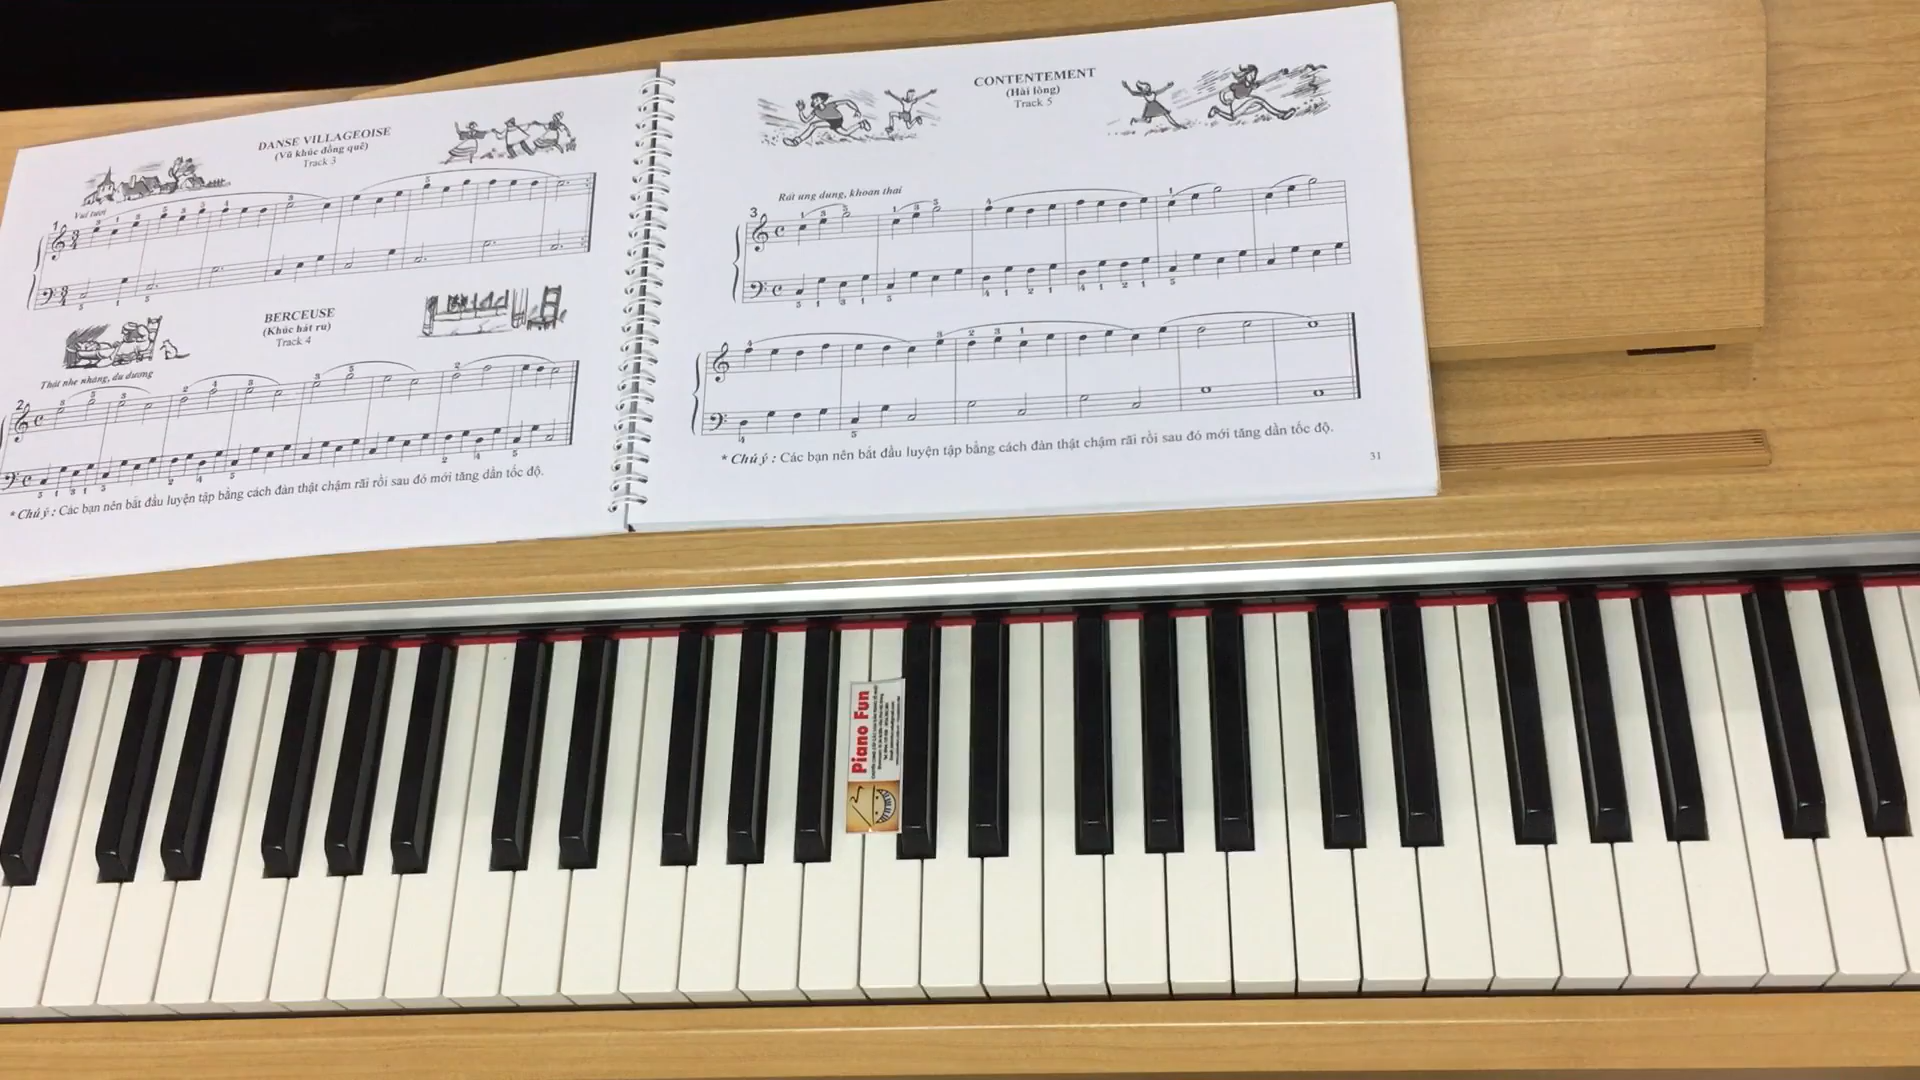 DANSE VILLAGEOISE
(Vũ khúc đồng quê)
Track 3
Vui tươi
1
BERCEUSE
(Khúc hát ru)
Track 4
Thật nhẹ nhàng, du dương
2
* Chú ý : Các bạn nên bắt đầu luyện tập bằng cách đàn thật chậm rãi rồi sau đó mới tăng dần tốc độ.
CONTENTEMENT
(Hài lòng)
Track 5
Rất ung dung, khoan thai
3
* Chú ý : Các bạn nên bắt đầu luyện tập bằng cách đàn thật chậm rãi rồi sau đó mới tăng dần tốc độ.
31
Piano Fun